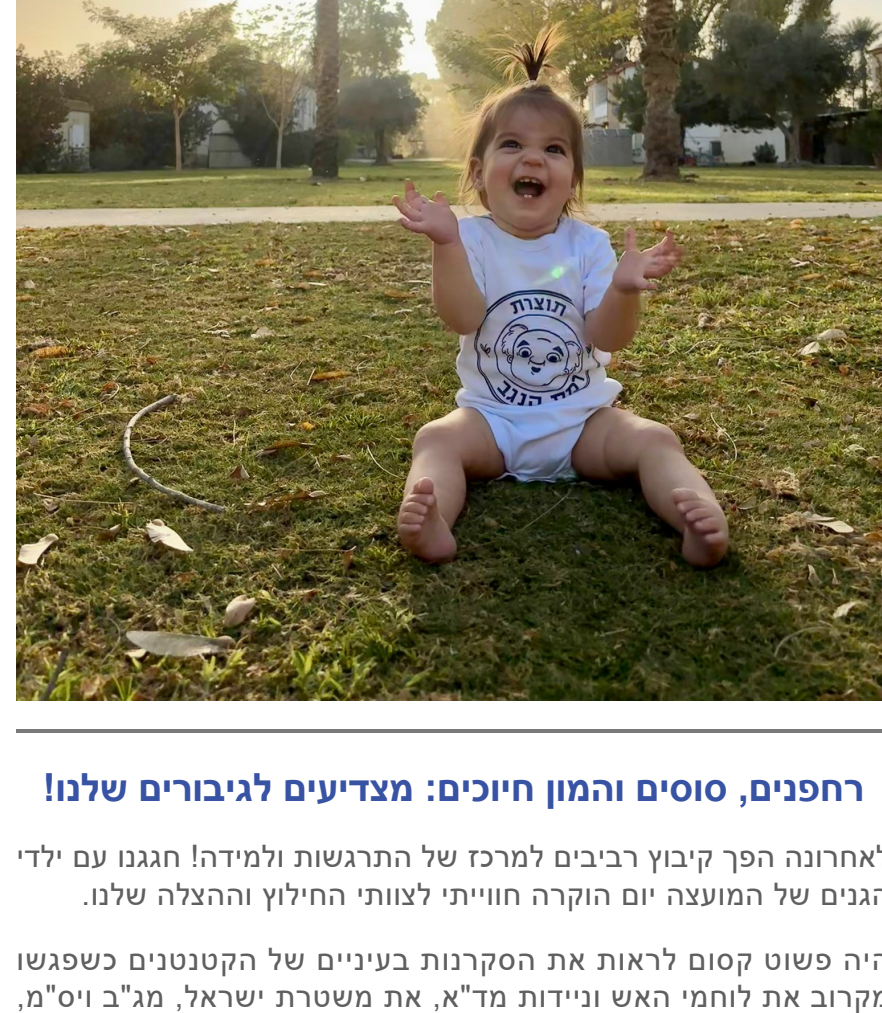 תוצרת
הנגב
רחפנים, סוסים והמון חיוכים: מצדיעים לגיבורים שלנו!
לאחרונה הפך קיבוץ רביבים למרכז של התרגשות ולמידה! חגגנו עם ילדי
הגנים של המועצה יום הוקרה חווייתי לצוותי החילוץ וההצלה שלנו.
היה פשוט קסום לראות את הסקרנות בעיניים של הקטנטנים כשפגשו
מקרוב את לוחמי האש וניידות מד"א, את משטרת ישראל, מג"ב ויס"מ,